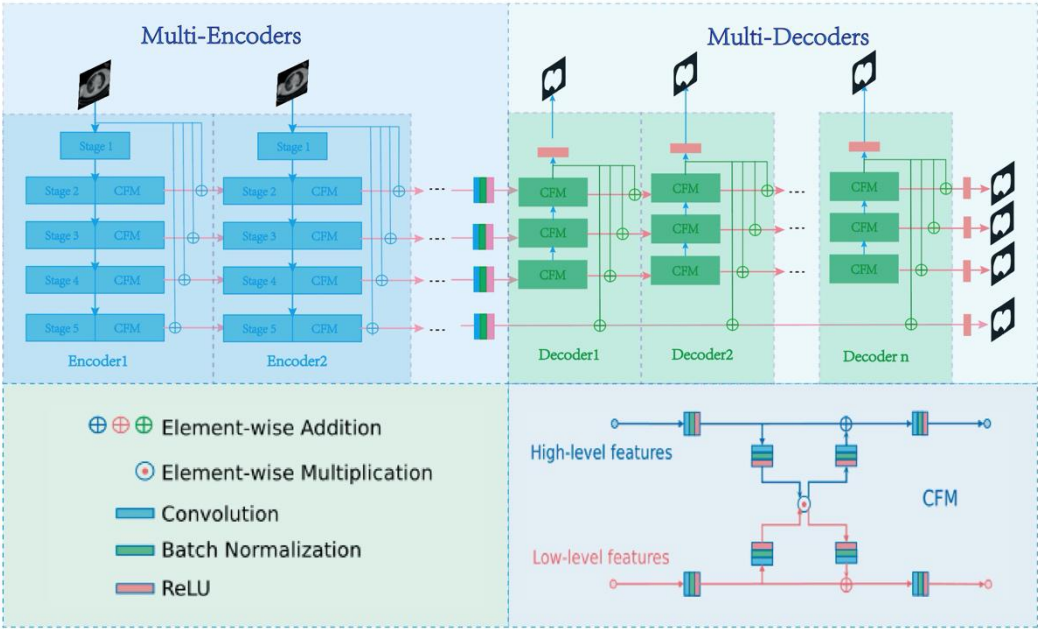 Multi-Encoders
Multi-Decoders
Stage 1
Stage 1
Stage 2 CFM
Stage 2 CFM
...
CFM
CFM
...
CFM
Stage 3 CFM
Stage 3 CFM
...
CFM
CFM
...
CFM
Stage 4 CFM
Stage 4 CFM
...
CFM
CFM
...
CFM
Stage 5 CFM
Stage 5 CFM
...
Encoder1
Encoder2
Decoder1
Decoder2
Decoder n
Element-wise Addition
Element-wise Multiplication
Convolution
Batch Normalization
ReLU
High-level features
CFM
Low-level features